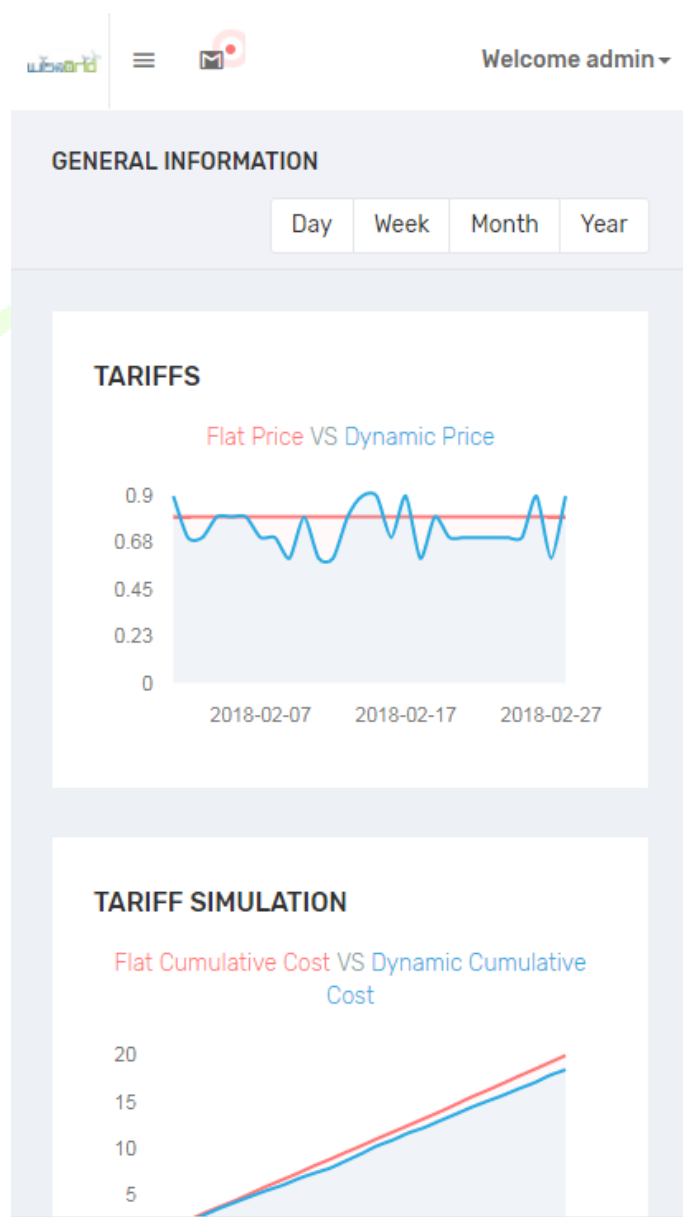 Welcome admin
GENERAL INFORMATION
Day Week Month Year
TARIFFS
Flat Price VS Dynamic Price
0.9
0.68
0.45
0.23
0
2018-02-07 2018-02-17 2018-02-27
TARIFF SIMULATION
Flat Cumulative Cost VS Dynamic Cumulative
Cost
20
15
10
5